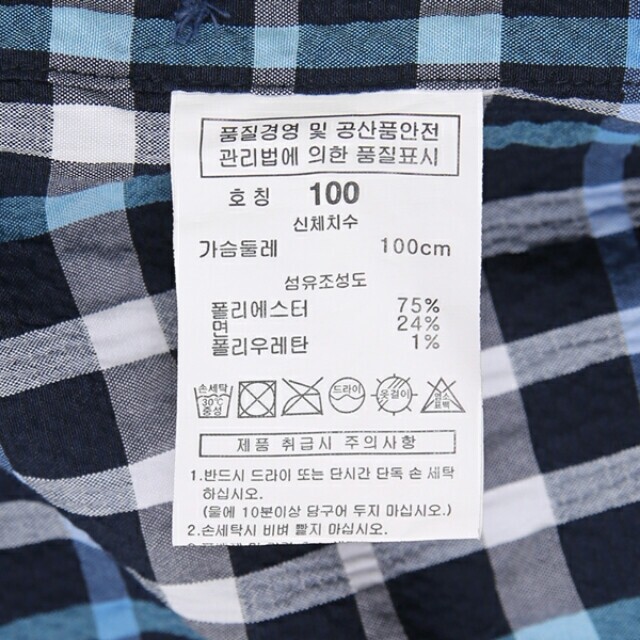 품질경영 및 공산품안전
관리법에 의한 품질표시
호칭 100
신체치수
가슴둘레 100cm
섬유조성도
폴리에스터 75%
면 24%
폴리우레탄 1%
손세탁 30℃ 중성 드라이 옷걸이 염소 표백
제품 취급시 주의사항
1.반드시 드라이 또는 단시간 단독 손 세탁
하십시오.
(물에 10분이상 담구어 두지 마십시오.)
2.손세탁시 비벼 빨지 마십시오.